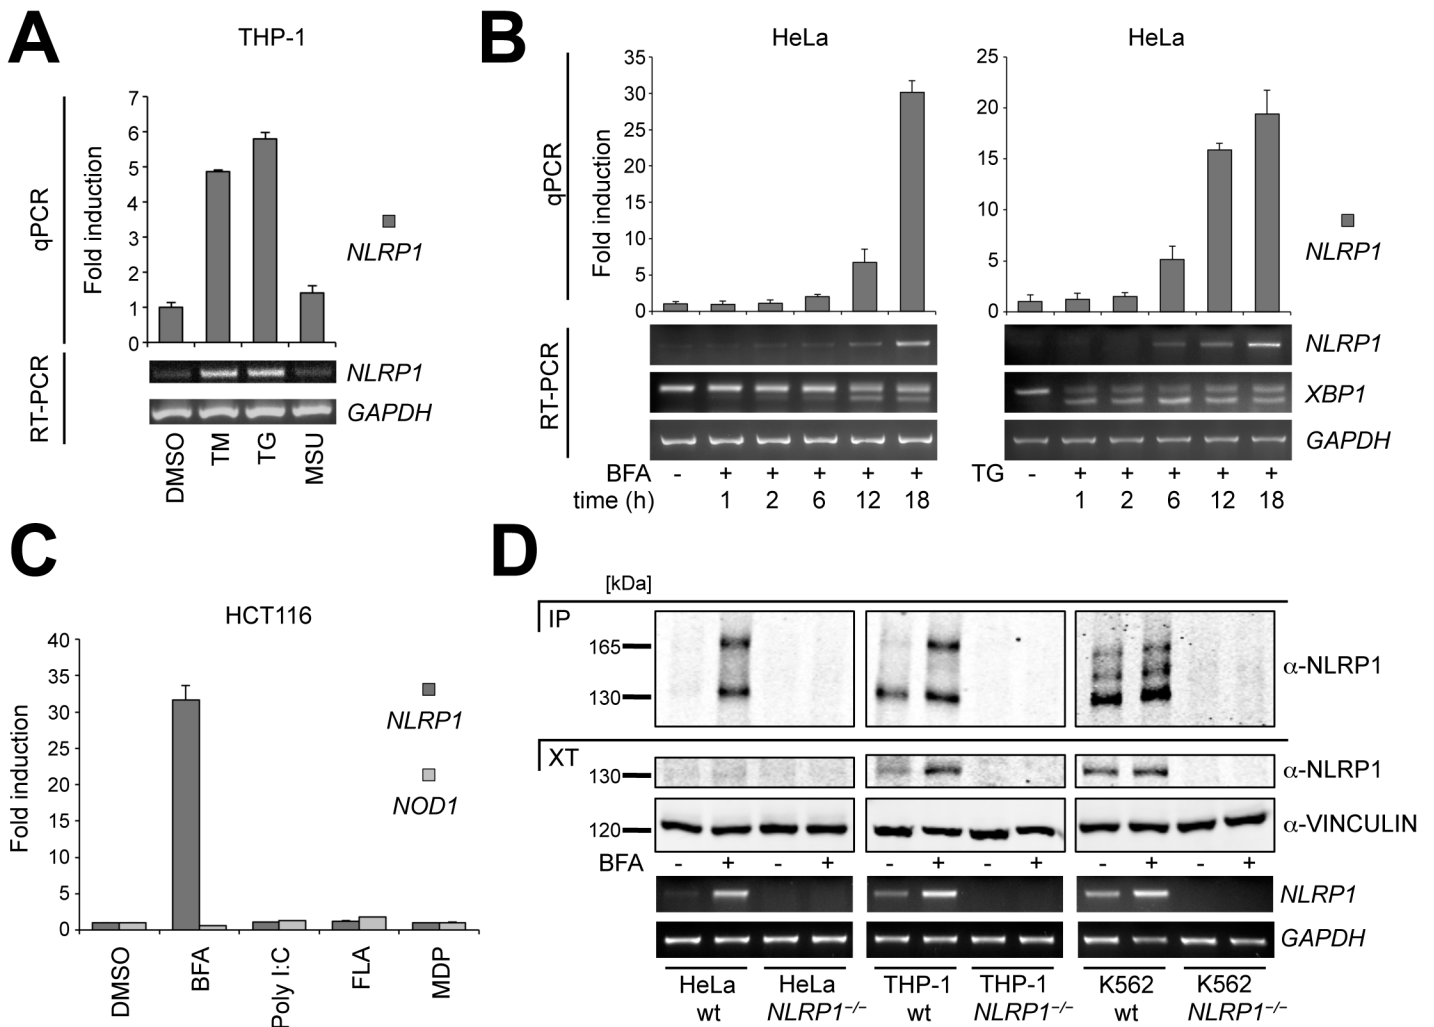 A
THP-1
qPCR
Fold induction
7
6
5
4
3
2
1
0
NLRP1
RT-PCR
NLRP1
GAPDH
DMSO
TM
TG
MSU
B
HeLa
qPCR
Fold induction
35
30
25
20
15
10
5
0
HeLa
25
20
15
10
5
0
NLRP1
RT-PCR
NLRP1
XBP1
GAPDH
BFA - + + + + +
time (h) 1 2 6 12 18
TG - + + + + +
1 2 6 12 18
C
HCT116
Fold induction
40
35
30
25
20
15
10
5
0
NLRP1
NOD1
DMSO
BFA
Poly I:C
FLA
MDP
D
[kDa]
IP
165
130
α-NLRP1
XT
130
α-NLRP1
120
α-VINCULIN
BFA - + - + - + - + - + - +
NLRP1
GAPDH
HeLa wt
HeLa NLRP1⁻/⁻
THP-1 wt
THP-1 NLRP1⁻/⁻
K562 wt
K562 NLRP1⁻/⁻